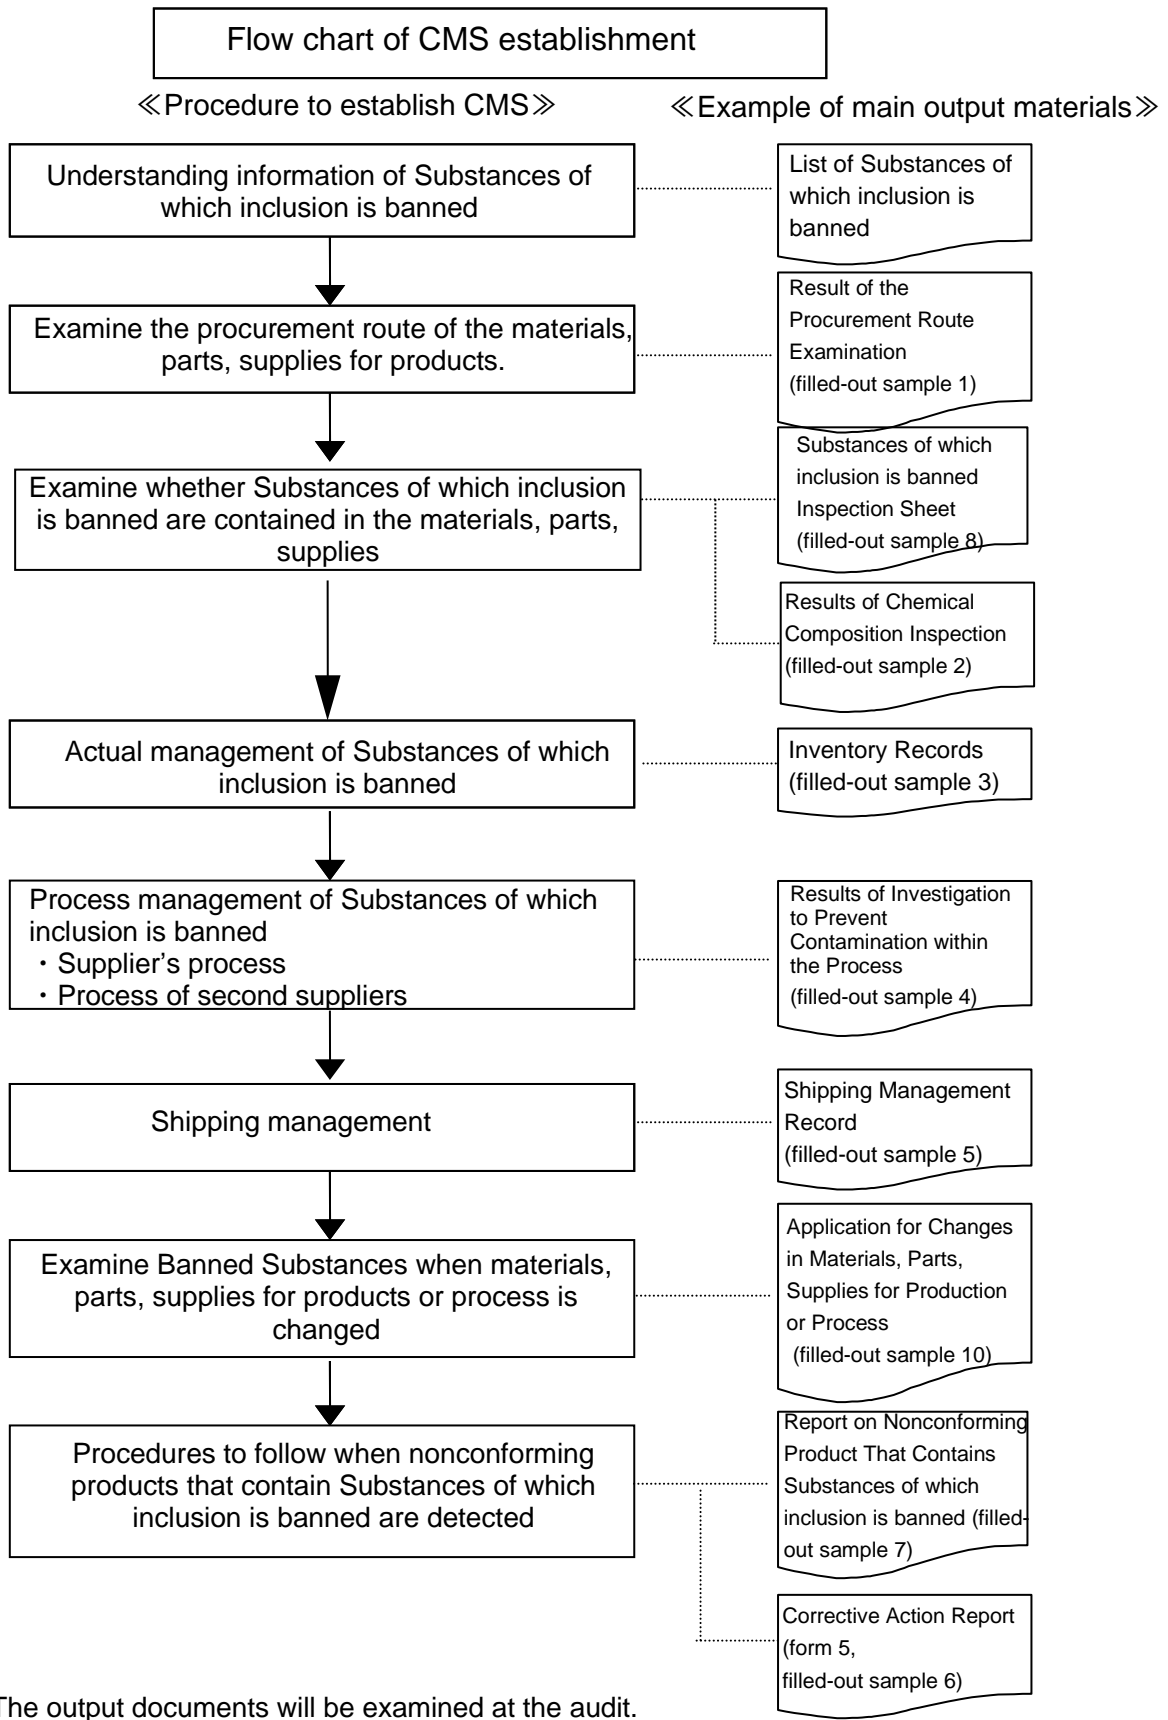 Flow chart of CMS establishment
≪Procedure to establish CMS≫
≪Example of main output materials≫
Understanding information of Substances of
which inclusion is banned
List of Substances of
which inclusion is
banned
Examine the procurement route of the materials,
parts, supplies for products.
Result of the
Procurement Route
Examination
(filled-out sample 1)
Examine whether Substances of which inclusion
is banned are contained in the materials, parts,
supplies
Substances of which
inclusion is banned
Inspection Sheet
(filled-out sample 8)
Results of Chemical
Composition Inspection
(filled-out sample 2)
Actual management of Substances of which
inclusion is banned
Inventory Records
(filled-out sample 3)
Process management of Substances of which
inclusion is banned
・Supplier's process
・Process of second suppliers
Results of Investigation
to Prevent
Contamination within
the Process
(filled-out sample 4)
Shipping management
Shipping Management
Record
(filled-out sample 5)
Examine Banned Substances when materials,
parts, supplies for products or process is
changed
Application for Changes
in Materials, Parts,
Supplies for Production
or Process
(filled-out sample 10)
Procedures to follow when nonconforming
products that contain Substances of which
inclusion is banned are detected
Report on Nonconforming
Product That Contains
Substances of which
inclusion is banned (filled-
out sample 7)
Corrective Action Report
(form 5,
filled-out sample 6)
The output documents will be examined at the audit.